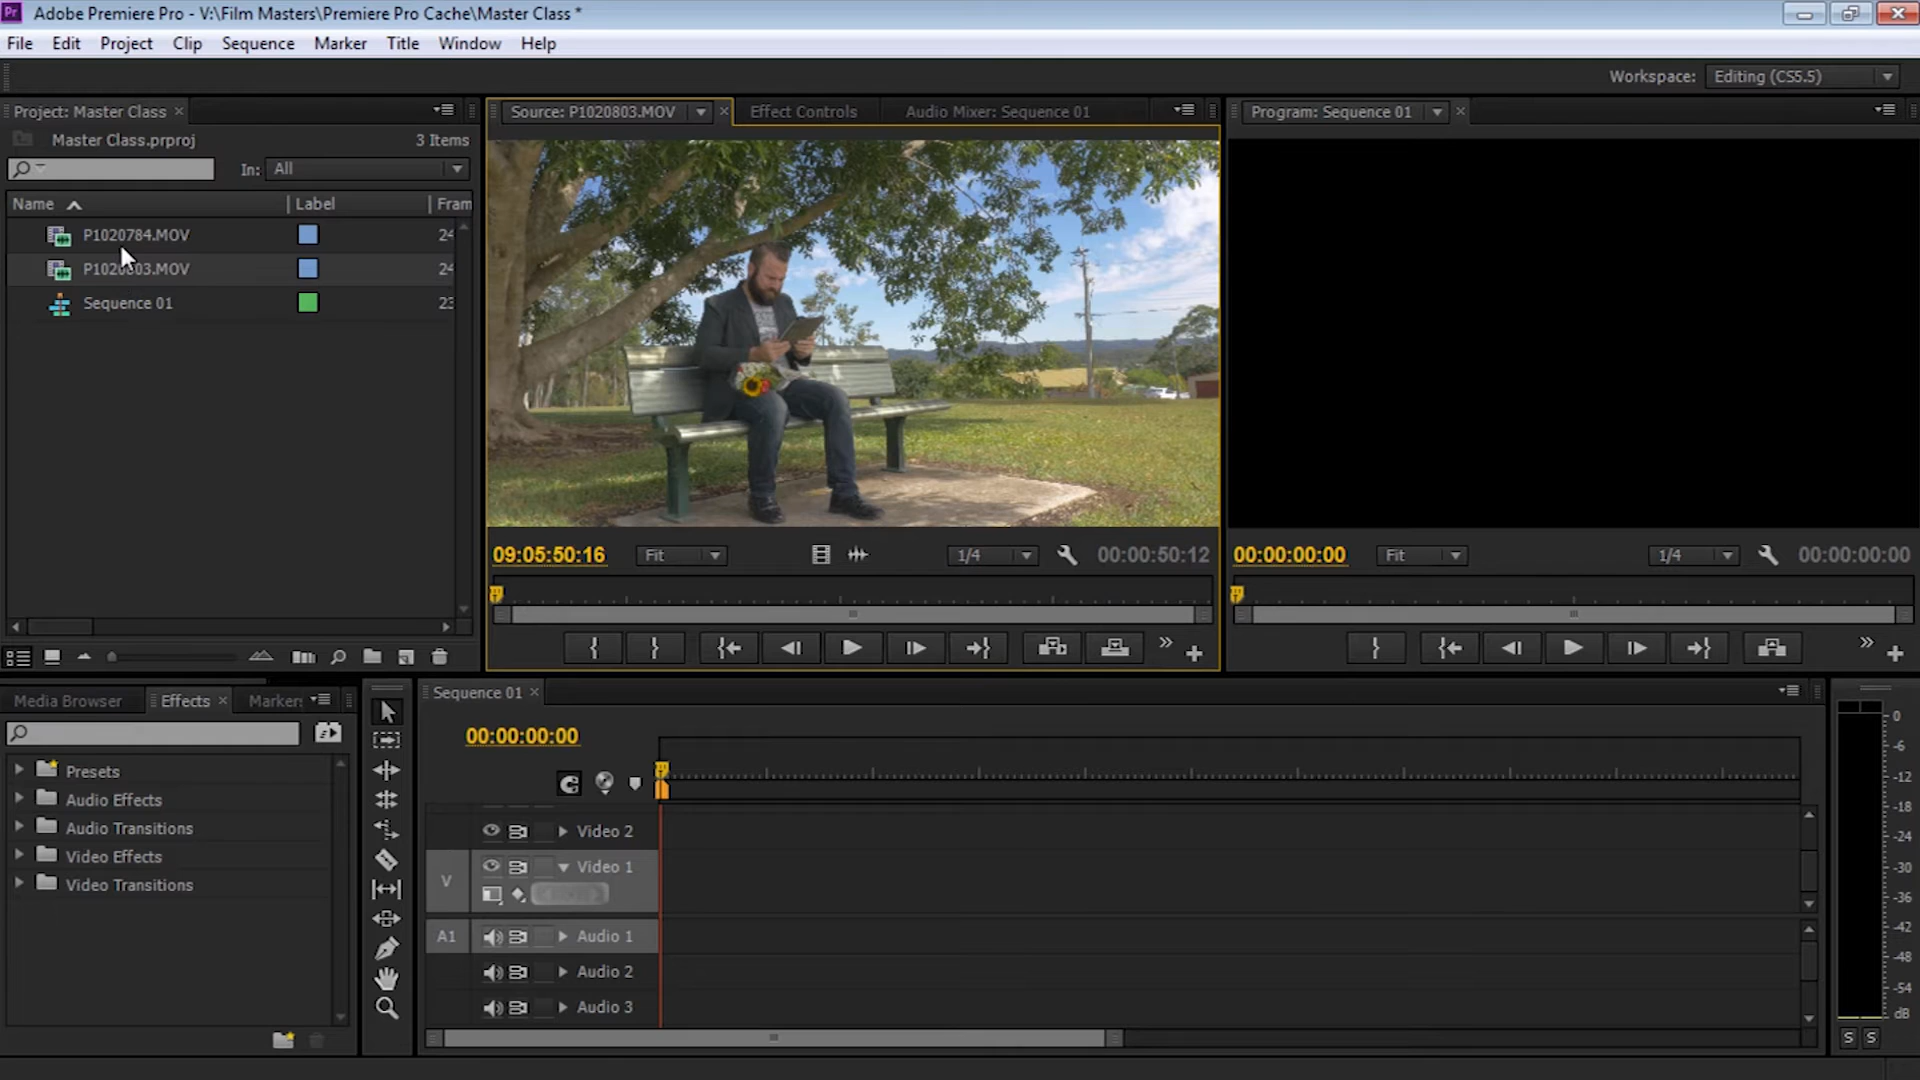 Adobe Premiere Pro - V:\Film Masters\Premiere Pro Cache\Master Class *
File Edit Project Clip Sequence Marker Title Window Help
Workspace: Editing (CS5.5)
Project: Master Class
Master Class.prproj 3 Items
In: All
Name Label Fram
P1020784.MOV 24
P1020803.MOV 24
Sequence 01 23
Source: P1020803.MOV Effect Controls Audio Mixer: Sequence 01
09:05:50:16 Fit 1/4 00:00:50:12
Program: Sequence 01
00:00:00:00 Fit 1/4 00:00:00:00
Media Browser Effects Markers
Presets
Audio Effects
Audio Transitions
Video Effects
Video Transitions
Sequence 01
00:00:00:00
Video 2
V Video 1
A1 Audio 1
Audio 2
Audio 3
0
-6
-12
-18
-24
-30
-36
-42
-48
-54
dB
S S